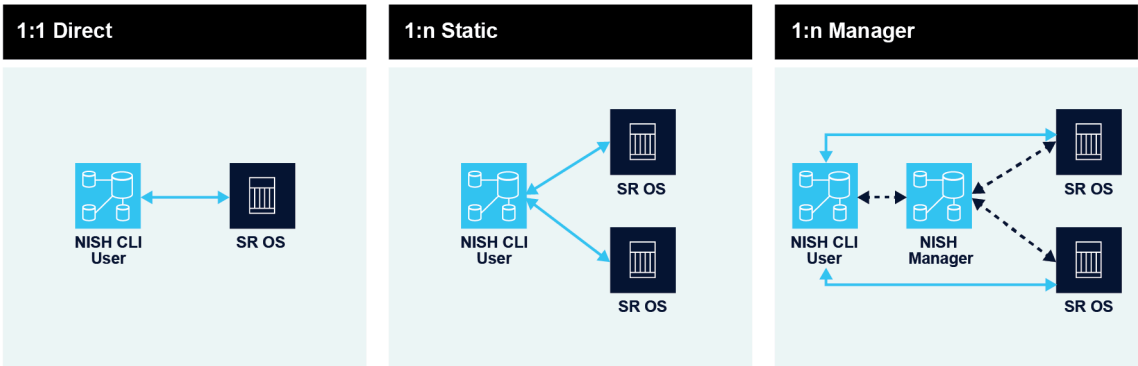 1:1 Direct
NISH CLI
User
SR OS
1:n Static
SR OS
NISH CLI
User
SR OS
1:n Manager
SR OS
NISH CLI
User
NISH
Manager
SR OS